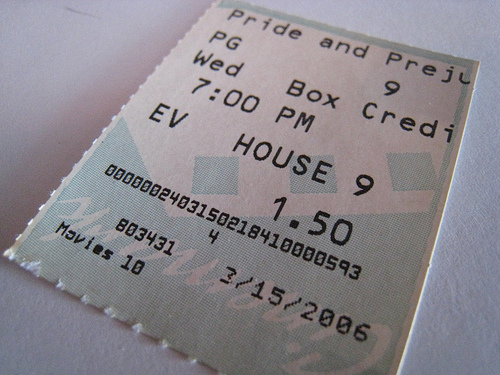 Pride and Preju
PG 9
Wed Box Credi
7:00 PM
EV HOUSE 9
1.50
0000002403150218410000593
803431 4
Movies 10 3/15/2006